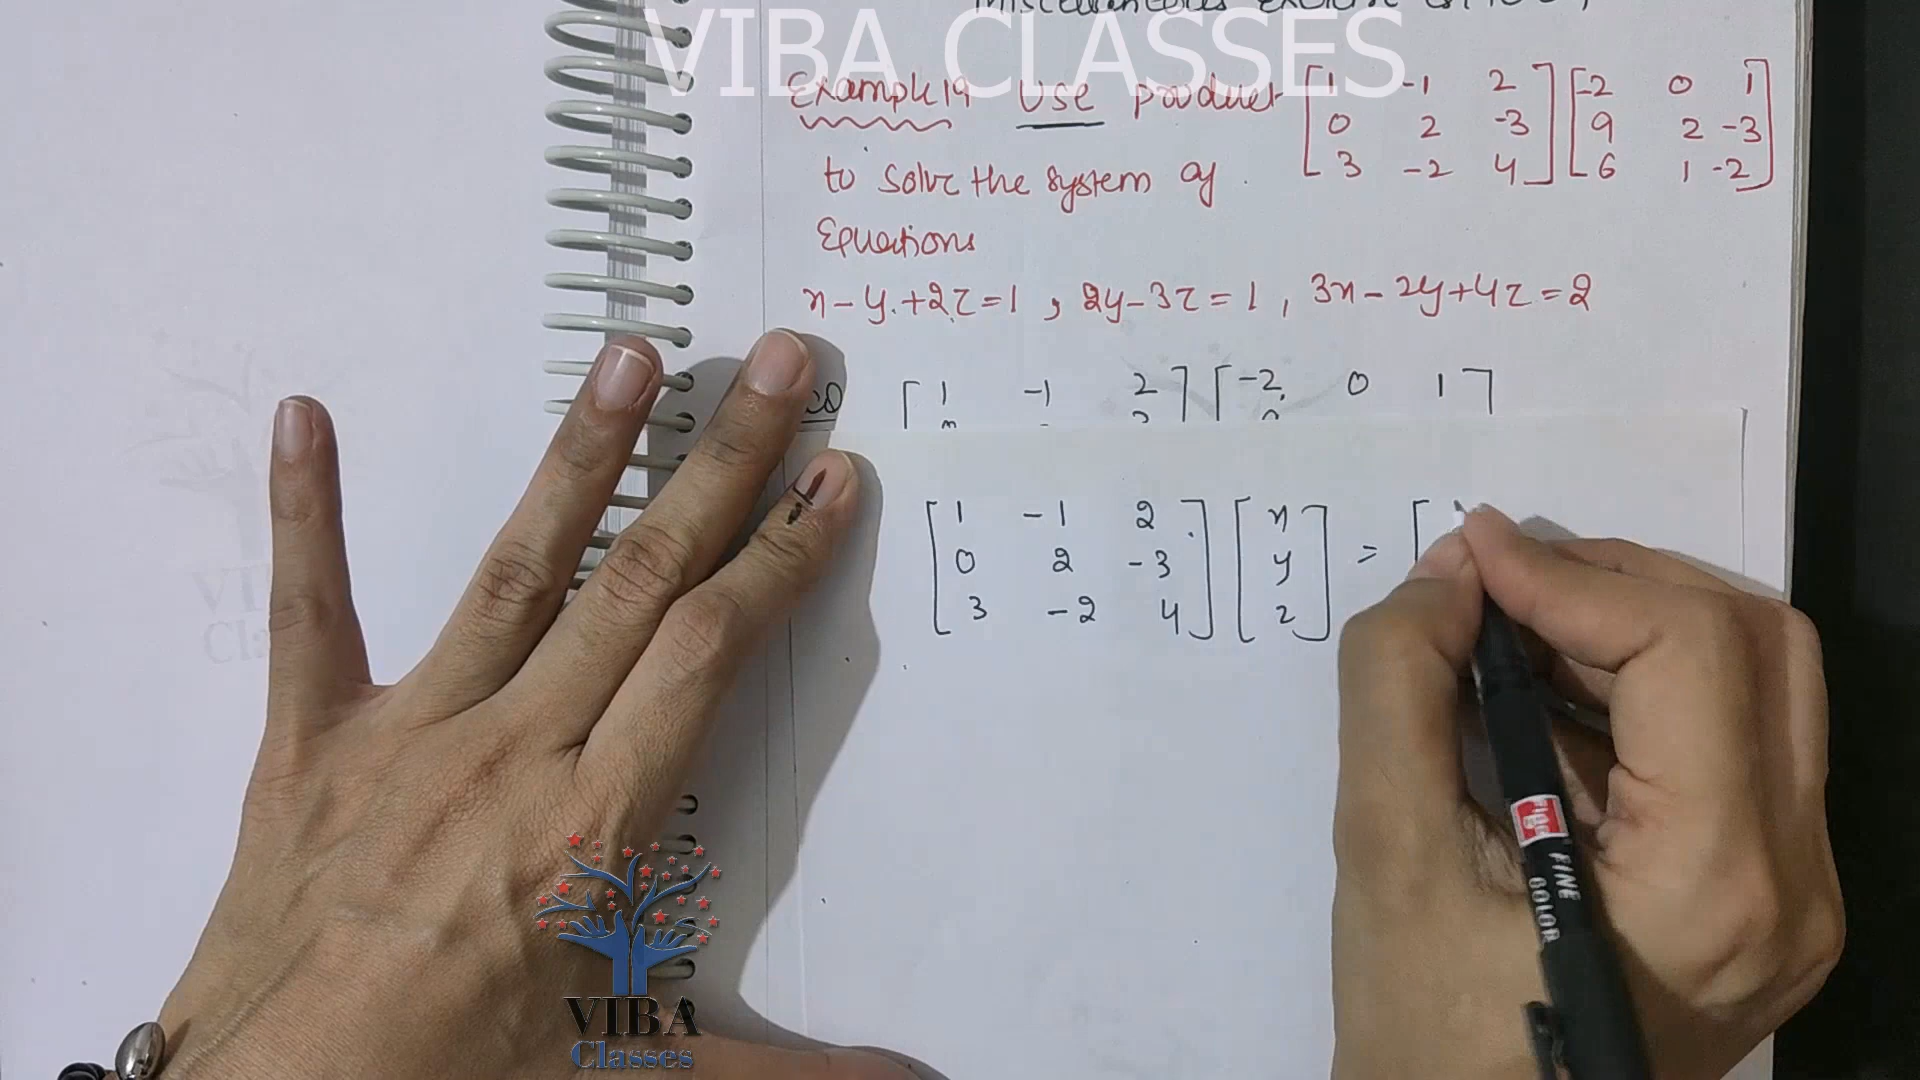 VIBA CLASSES
Example 19 Use product [1 -1 2] [-2 0 1]
[0 2 -3] [9 2 -3]
[3 -2 4] [6 1 -2]
to solve the system of
Equations
x - y + 2z = 1 , 2y - 3z = 1 , 3x - 2y + 4z = 2
[1 -1 2] [-2 0 1]
[1 -1 2] [x] = [
[0 2 -3] [y]
[3 -2 4] [z]
FINE
COLOR
VIBA
Classes